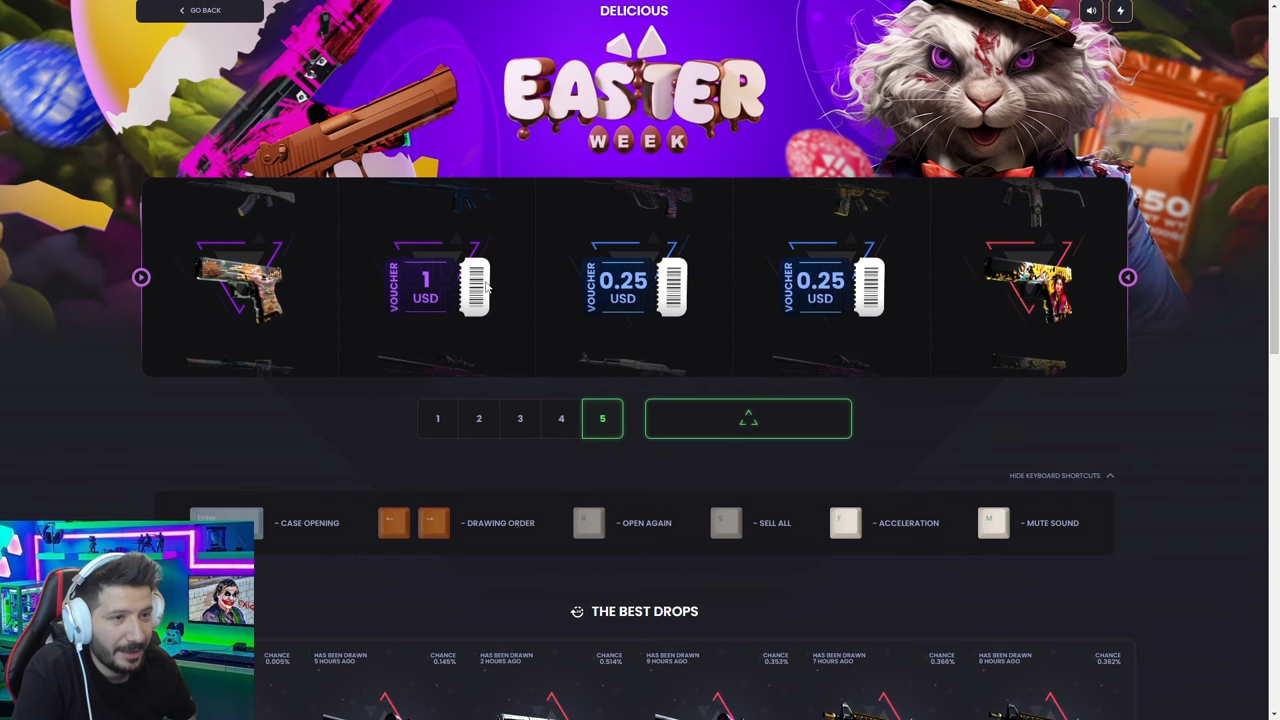 GO BACK
DELICIOUS
EASTER
WEEK
VOUCHER
1
USD
VOUCHER
0.25
USD
VOUCHER
0.25
USD
1
2
3
4
5
HIDE KEYBOARD SHORTCUTS
Enter
- CASE OPENING
←
→
- DRAWING ORDER
R
- OPEN AGAIN
S
- SELL ALL
F
- ACCELERATION
M
- MUTE SOUND
THE BEST DROPS
CHANCE
0.005%
HAS BEEN DRAWN
5 HOURS AGO
CHANCE
0.145%
HAS BEEN DRAWN
2 HOURS AGO
CHANCE
0.514%
HAS BEEN DRAWN
9 HOURS AGO
CHANCE
0.353%
HAS BEEN DRAWN
7 HOURS AGO
CHANCE
0.366%
HAS BEEN DRAWN
8 HOURS AGO
CHANCE
0.362%